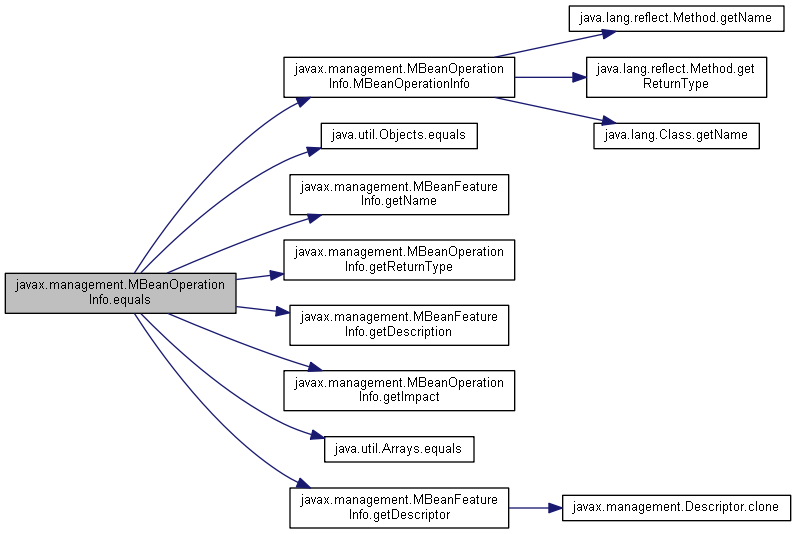 javax.management.MBeanOperation
Info.equals
javax.management.MBeanOperation
Info.MBeanOperationInfo
java.lang.reflect.Method.getName
java.lang.reflect.Method.get
ReturnType
java.lang.Class.getName
java.util.Objects.equals
javax.management.MBeanFeature
Info.getName
javax.management.MBeanOperation
Info.getReturnType
javax.management.MBeanFeature
Info.getDescription
javax.management.MBeanOperation
Info.getImpact
java.util.Arrays.equals
javax.management.MBeanFeature
Info.getDescriptor
javax.management.Descriptor.clone